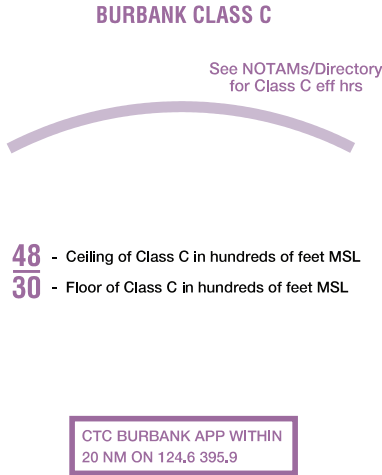 BURBANK CLASS C
See NOTAMs/Directory
for Class C eff hrs
48 - Ceiling of Class C in hundreds of feet MSL
30 - Floor of Class C in hundreds of feet MSL
CTC BURBANK APP WITHIN
20 NM ON 124.6 395.9